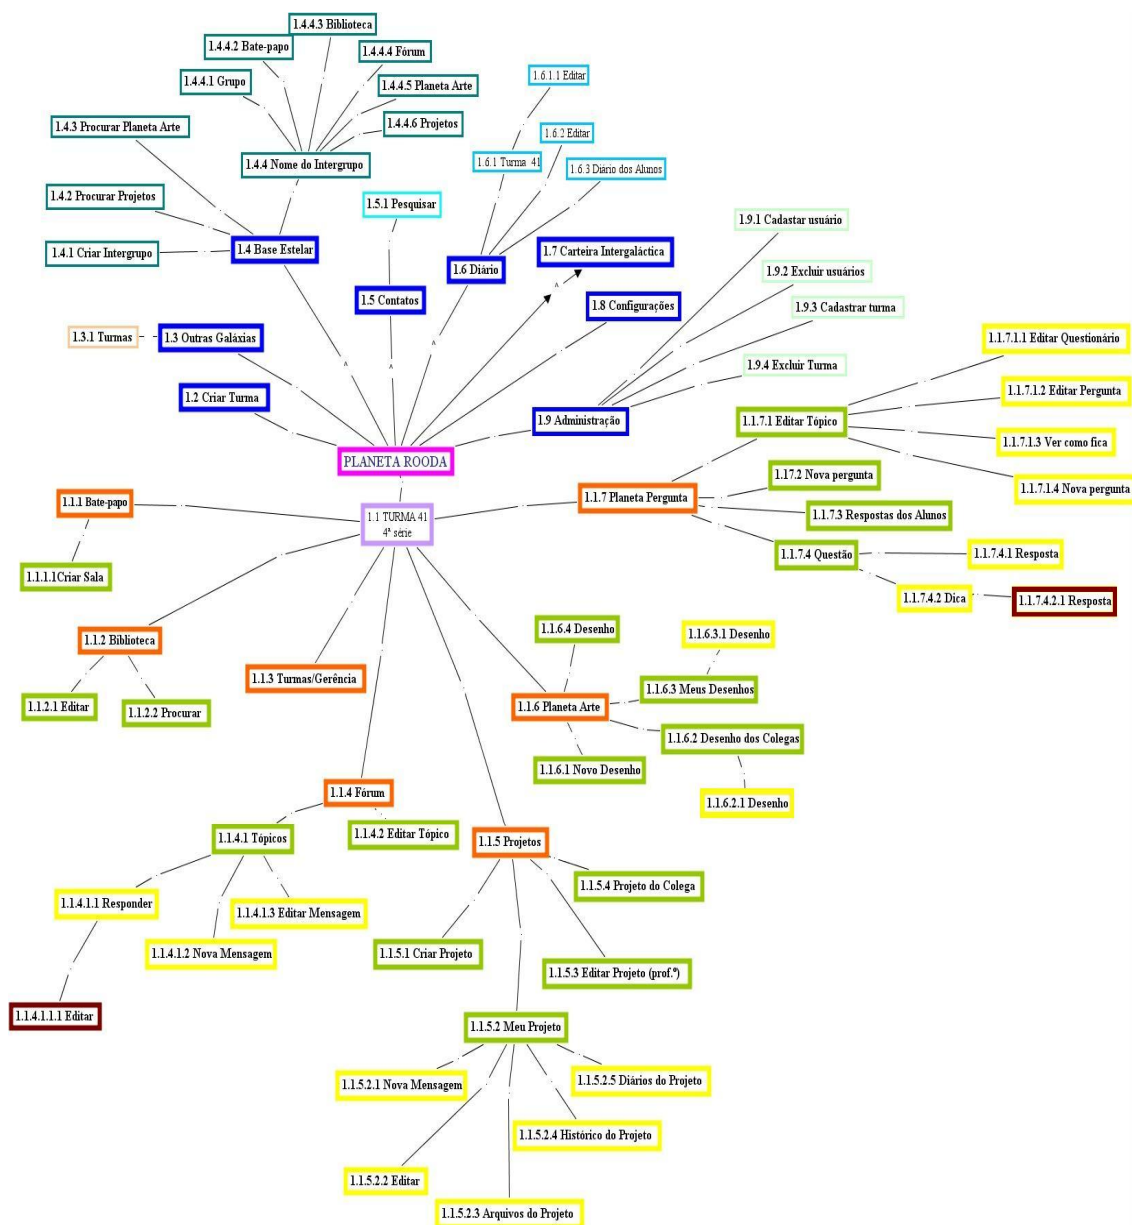 1.4.4.3 Biblioteca
1.4.4.2 Bate-papo
1.4.4.4 Fórum
1.4.4.1 Grupo
1.4.4.5 Planeta Arte
1.4.4.6 Projetos
1.4.3 Procurar Planeta Arte
1.4.4 Nome do Intergrupo
1.4.2 Procurar Projetos
1.4.1 Criar Intergrupo
1.4 Base Estelar
1.6.1.1 Editar
1.6.2 Editar
1.6.1 Turma 41
1.6.3 Diário dos Alunos
1.5.1 Pesquisar
1.6 Diário
1.7 Carteira Intergaláctica
1.5 Contatos
1.8 Configurações
1.9.1 Cadastar usuário
1.9.2 Excluir usuários
1.9.3 Cadastrar turma
1.9.4 Excluir Turma
1.9 Administração
1.3.1 Turmas
1.3 Outras Galáxias
1.2 Criar Turma
^
^
^
^
PLANETA ROODA
1.1 TURMA 41
4ª série
1.1.7.1.1 Editar Questionário
1.1.7.1.2 Editar Pergunta
1.1.7.1 Editar Tópico
1.1.7.1.3 Ver como fica
1.1.7.1.4 Nova pergunta
1.1.7 Planeta Pergunta
1.17.2 Nova pergunta
1.1.7.3 Respostas dos Alunos
1.1.7.4 Questão
1.1.7.4.1 Resposta
1.1.7.4.2 Dica
1.1.7.4.2.1 Resposta
1.1.1 Bate-papo
1.1.1.1Criar Sala
1.1.2 Biblioteca
1.1.2.1 Editar
1.1.2.2 Procurar
1.1.3 Turmas/Gerência
1.1.6.4 Desenho
1.1.6.3.1 Desenho
1.1.6.3 Meus Desenhos
1.1.6 Planeta Arte
1.1.6.2 Desenho dos Colegas
1.1.6.1 Novo Desenho
1.1.6.2.1 Desenho
1.1.4 Fórum
1.1.4.1 Tópicos
1.1.4.2 Editar Tópico
1.1.4.1.1 Responder
1.1.4.1.3 Editar Mensagem
1.1.4.1.2 Nova Mensagem
1.1.4.1.1.1 Editar
1.1.5 Projetos
1.1.5.4 Projeto do Colega
1.1.5.1 Criar Projeto
1.1.5.3 Editar Projeto (prof.º)
1.1.5.2 Meu Projeto
1.1.5.2.1 Nova Mensagem
1.1.5.2.5 Diários do Projeto
1.1.5.2.4 Histórico do Projeto
1.1.5.2.2 Editar
1.1.5.2.3 Arquivos do Projeto